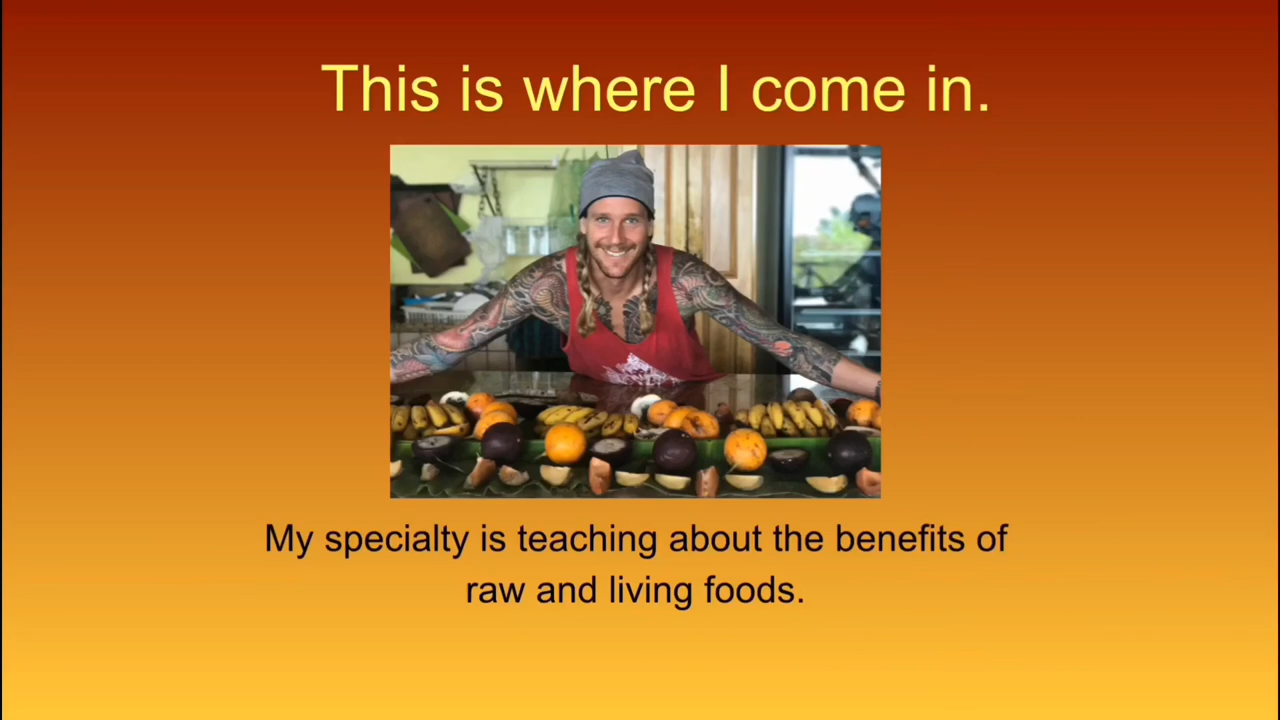 This is where I come in.
My specialty is teaching about the benefits of
raw and living foods.